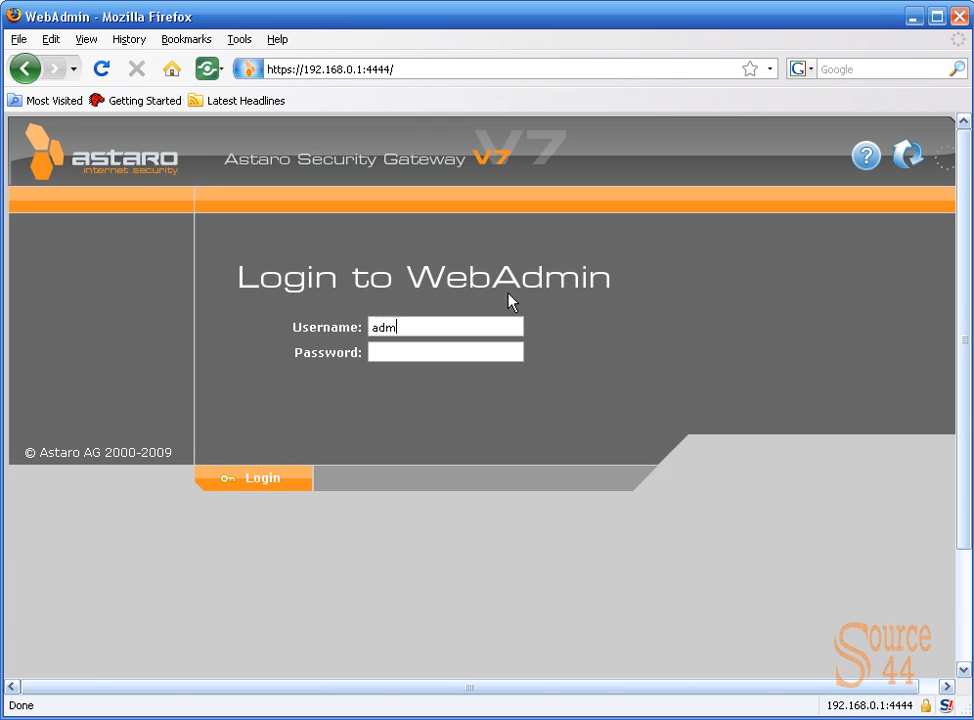 WebAdmin - Mozilla Firefox
File Edit View History Bookmarks Tools Help
https://192.168.0.1:4444/
G Google
Most Visited Getting Started Latest Headlines
astaro
internet security
Astaro Security Gateway V7 V7
?
Login to WebAdmin
Username: adm
Password:
© Astaro AG 2000-2009
Login
Source
44
Done 192.168.0.1:4444 S!